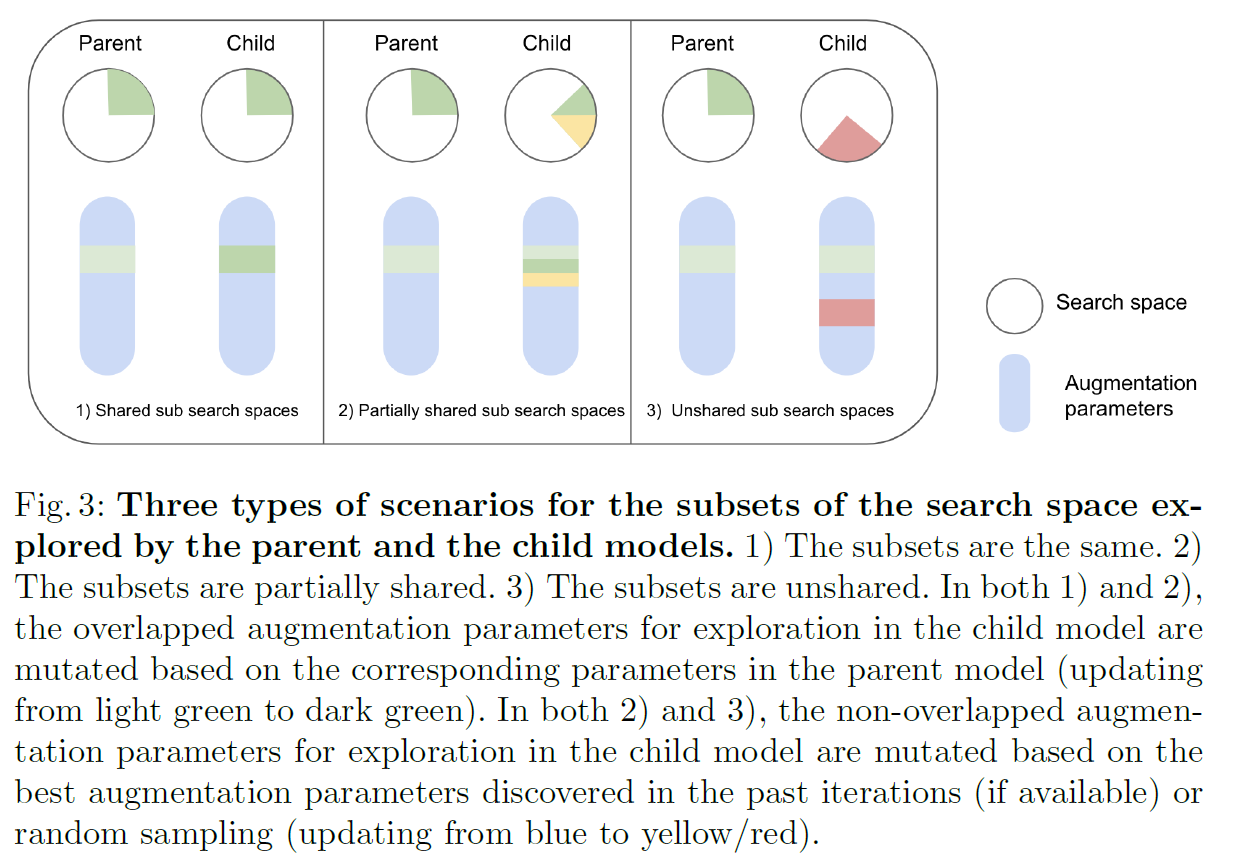 Parent Child Parent Child Parent Child
1) Shared sub search spaces 2) Partially shared sub search spaces 3) Unshared sub search spaces
Search space
Augmentation
parameters
Fig. 3: Three types of scenarios for the subsets of the search space ex-
plored by the parent and the child models. 1) The subsets are the same. 2)
The subsets are partially shared. 3) The subsets are unshared. In both 1) and 2),
the overlapped augmentation parameters for exploration in the child model are
mutated based on the corresponding parameters in the parent model (updating
from light green to dark green). In both 2) and 3), the non-overlapped augmen-
tation parameters for exploration in the child model are mutated based on the
best augmentation parameters discovered in the past iterations (if available) or
random sampling (updating from blue to yellow/red).